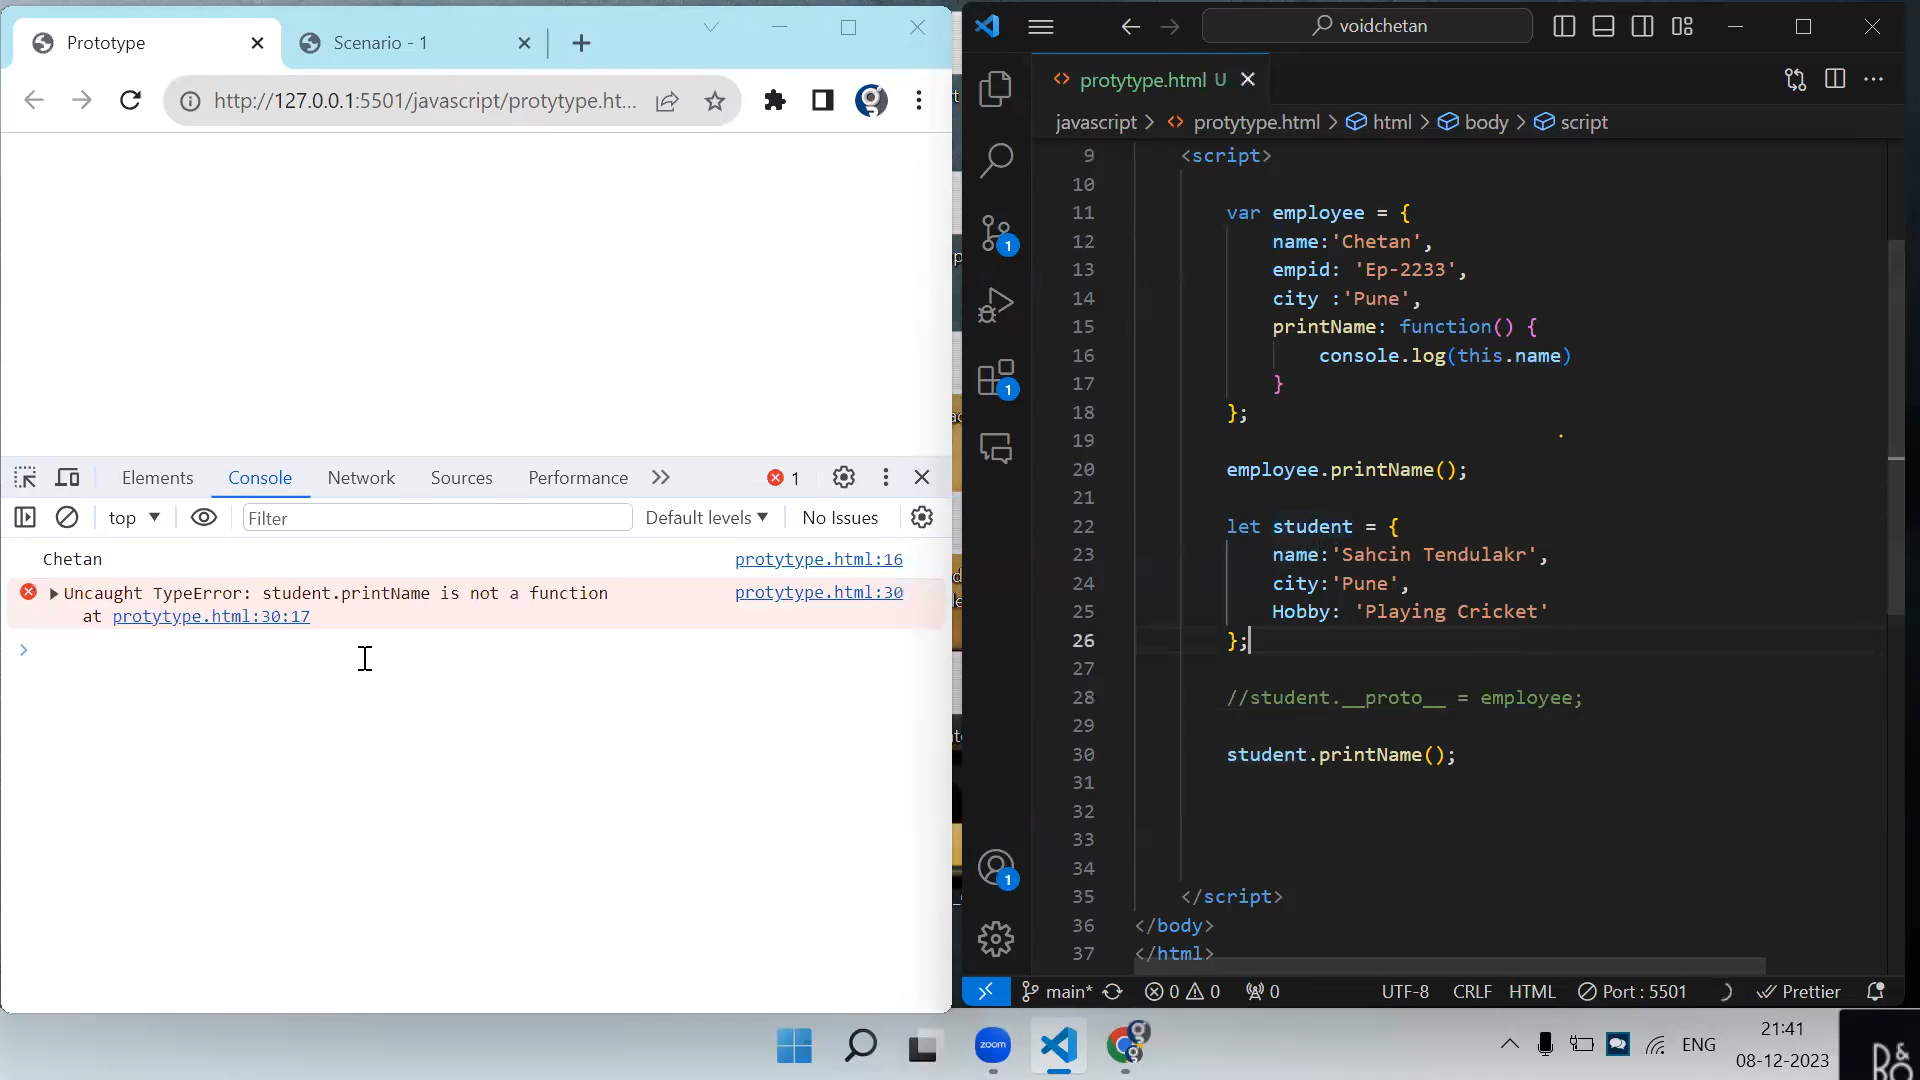 Prototype
Scenario - 1
http://127.0.0.1:5501/javascript/protytype.ht...
Elements
Console
Network
Sources
Performance
1
top
Filter
Default levels
No Issues
Chetan
protytype.html:16
Uncaught TypeError: student.printName is not a function
protytype.html:30
at protytype.html:30:17
voidchetan
protytype.html U
javascript > protytype.html > html > body > script
9 <script>
10
11 var employee = {
12 name:'Chetan',
13 empid: 'Ep-2233',
14 city :'Pune',
15 printName: function() {
16 console.log(this.name)
17 }
18 };
19
20 employee.printName();
21
22 let student = {
23 name:'Sahcin Tendulakr',
24 city:'Pune',
25 Hobby: 'Playing Cricket'
26 };
27
28 //student.__proto__ = employee;
29
30 student.printName();
31
32
33
34
35 </script>
36 </body>
37 </html>
1
1
1
main*
0
0
0
UTF-8
CRLF
HTML
Port : 5501
Prettier
zoom
ENG
21:41
08-12-2023